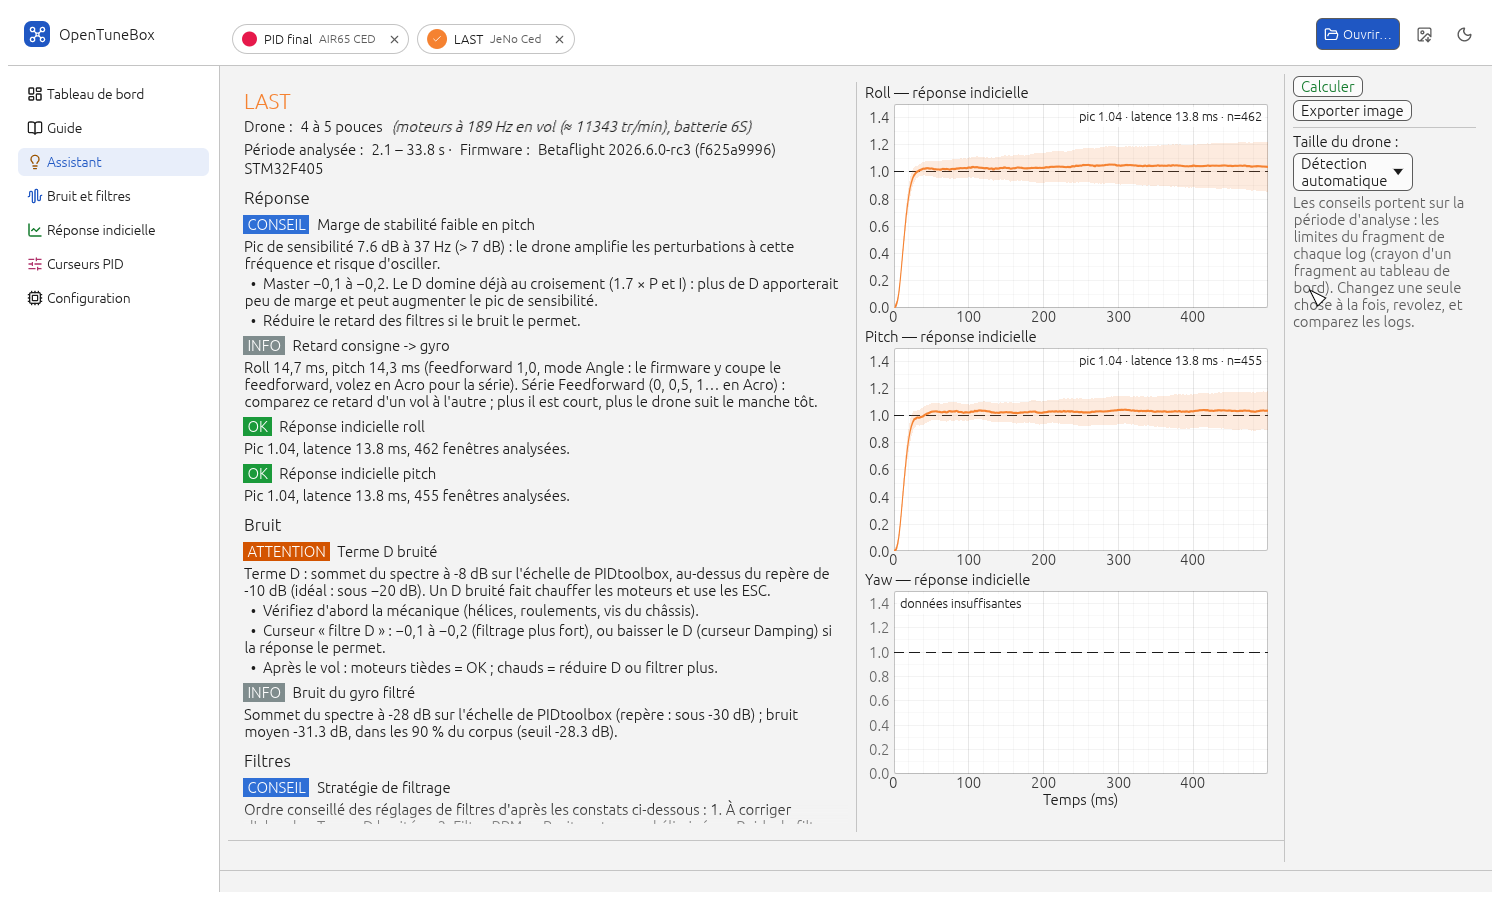 OpenTuneBox
PID final AIR65 CED
LAST JeNo Ced
Ouvrir...
Tableau de bord
Guide
Assistant
Bruit et filtres
Réponse indicielle
Curseurs PID
Configuration
LAST
Drone : 4 à 5 pouces (moteurs à 189 Hz en vol (≈ 11343 tr/min), batterie 6S)
Période analysée : 2.1 – 33.8 s · Firmware : Betaflight 2026.6.0-rc3 (f625a9996)
STM32F405
Réponse
CONSEIL Marge de stabilité faible en pitch
Pic de sensibilité 7.6 dB à 37 Hz (> 7 dB) : le drone amplifie les perturbations à cette
fréquence et risque d'osciller.
• Master −0,1 à −0,2. Le D domine déjà au croisement (1.7 × P et I) : plus de D apporterait
peu de marge et peut augmenter le pic de sensibilité.
• Réduire le retard des filtres si le bruit le permet.
INFO Retard consigne -> gyro
Roll 14,7 ms, pitch 14,3 ms (feedforward 1,0, mode Angle : le firmware y coupe le
feedforward, volez en Acro pour la série). Série Feedforward (0, 0,5, 1… en Acro) :
comparez ce retard d'un vol à l'autre ; plus il est court, plus le drone suit le manche tôt.
OK Réponse indicielle roll
Pic 1.04, latence 13.8 ms, 462 fenêtres analysées.
OK Réponse indicielle pitch
Pic 1.04, latence 13.8 ms, 455 fenêtres analysées.
Bruit
ATTENTION Terme D bruité
Terme D : sommet du spectre à -8 dB sur l'échelle de PIDtoolbox, au-dessus du repère de
-10 dB (idéal : sous −20 dB). Un D bruité fait chauffer les moteurs et use les ESC.
• Vérifiez d'abord la mécanique (hélices, roulements, vis du châssis).
• Curseur « filtre D » : −0,1 à −0,2 (filtrage plus fort), ou baisser le D (curseur Damping) si
la réponse le permet.
• Après le vol : moteurs tièdes = OK ; chauds = réduire D ou filtrer plus.
INFO Bruit du gyro filtré
Sommet du spectre à -28 dB sur l'échelle de PIDtoolbox (repère : sous -30 dB) ; bruit
moyen -31.3 dB, dans les 90 % du corpus (seuil -28.3 dB).
Filtres
CONSEIL Stratégie de filtrage
Ordre conseillé des réglages de filtres d'après les constats ci-dessous : 1. À corriger
Roll — réponse indicielle
pic 1.04 · latence 13.8 ms · n=462
1.4
1.2
1.0
0.8
0.6
0.4
0.2
0.0
0 100 200 300 400
Pitch — réponse indicielle
pic 1.04 · latence 13.8 ms · n=455
1.4
1.2
1.0
0.8
0.6
0.4
0.2
0.0
0 100 200 300 400
Yaw — réponse indicielle
données insuffisantes
1.4
1.2
1.0
0.8
0.6
0.4
0.2
0.0
0 100 200 300 400
Temps (ms)
Calculer
Exporter image
Taille du drone :
Détection
automatique
Les conseils portent sur la
période d'analyse : les
limites du fragment de
chaque log (crayon d'un
fragment au tableau de
bord). Changez une seule
chose à la fois, revolez, et
comparez les logs.